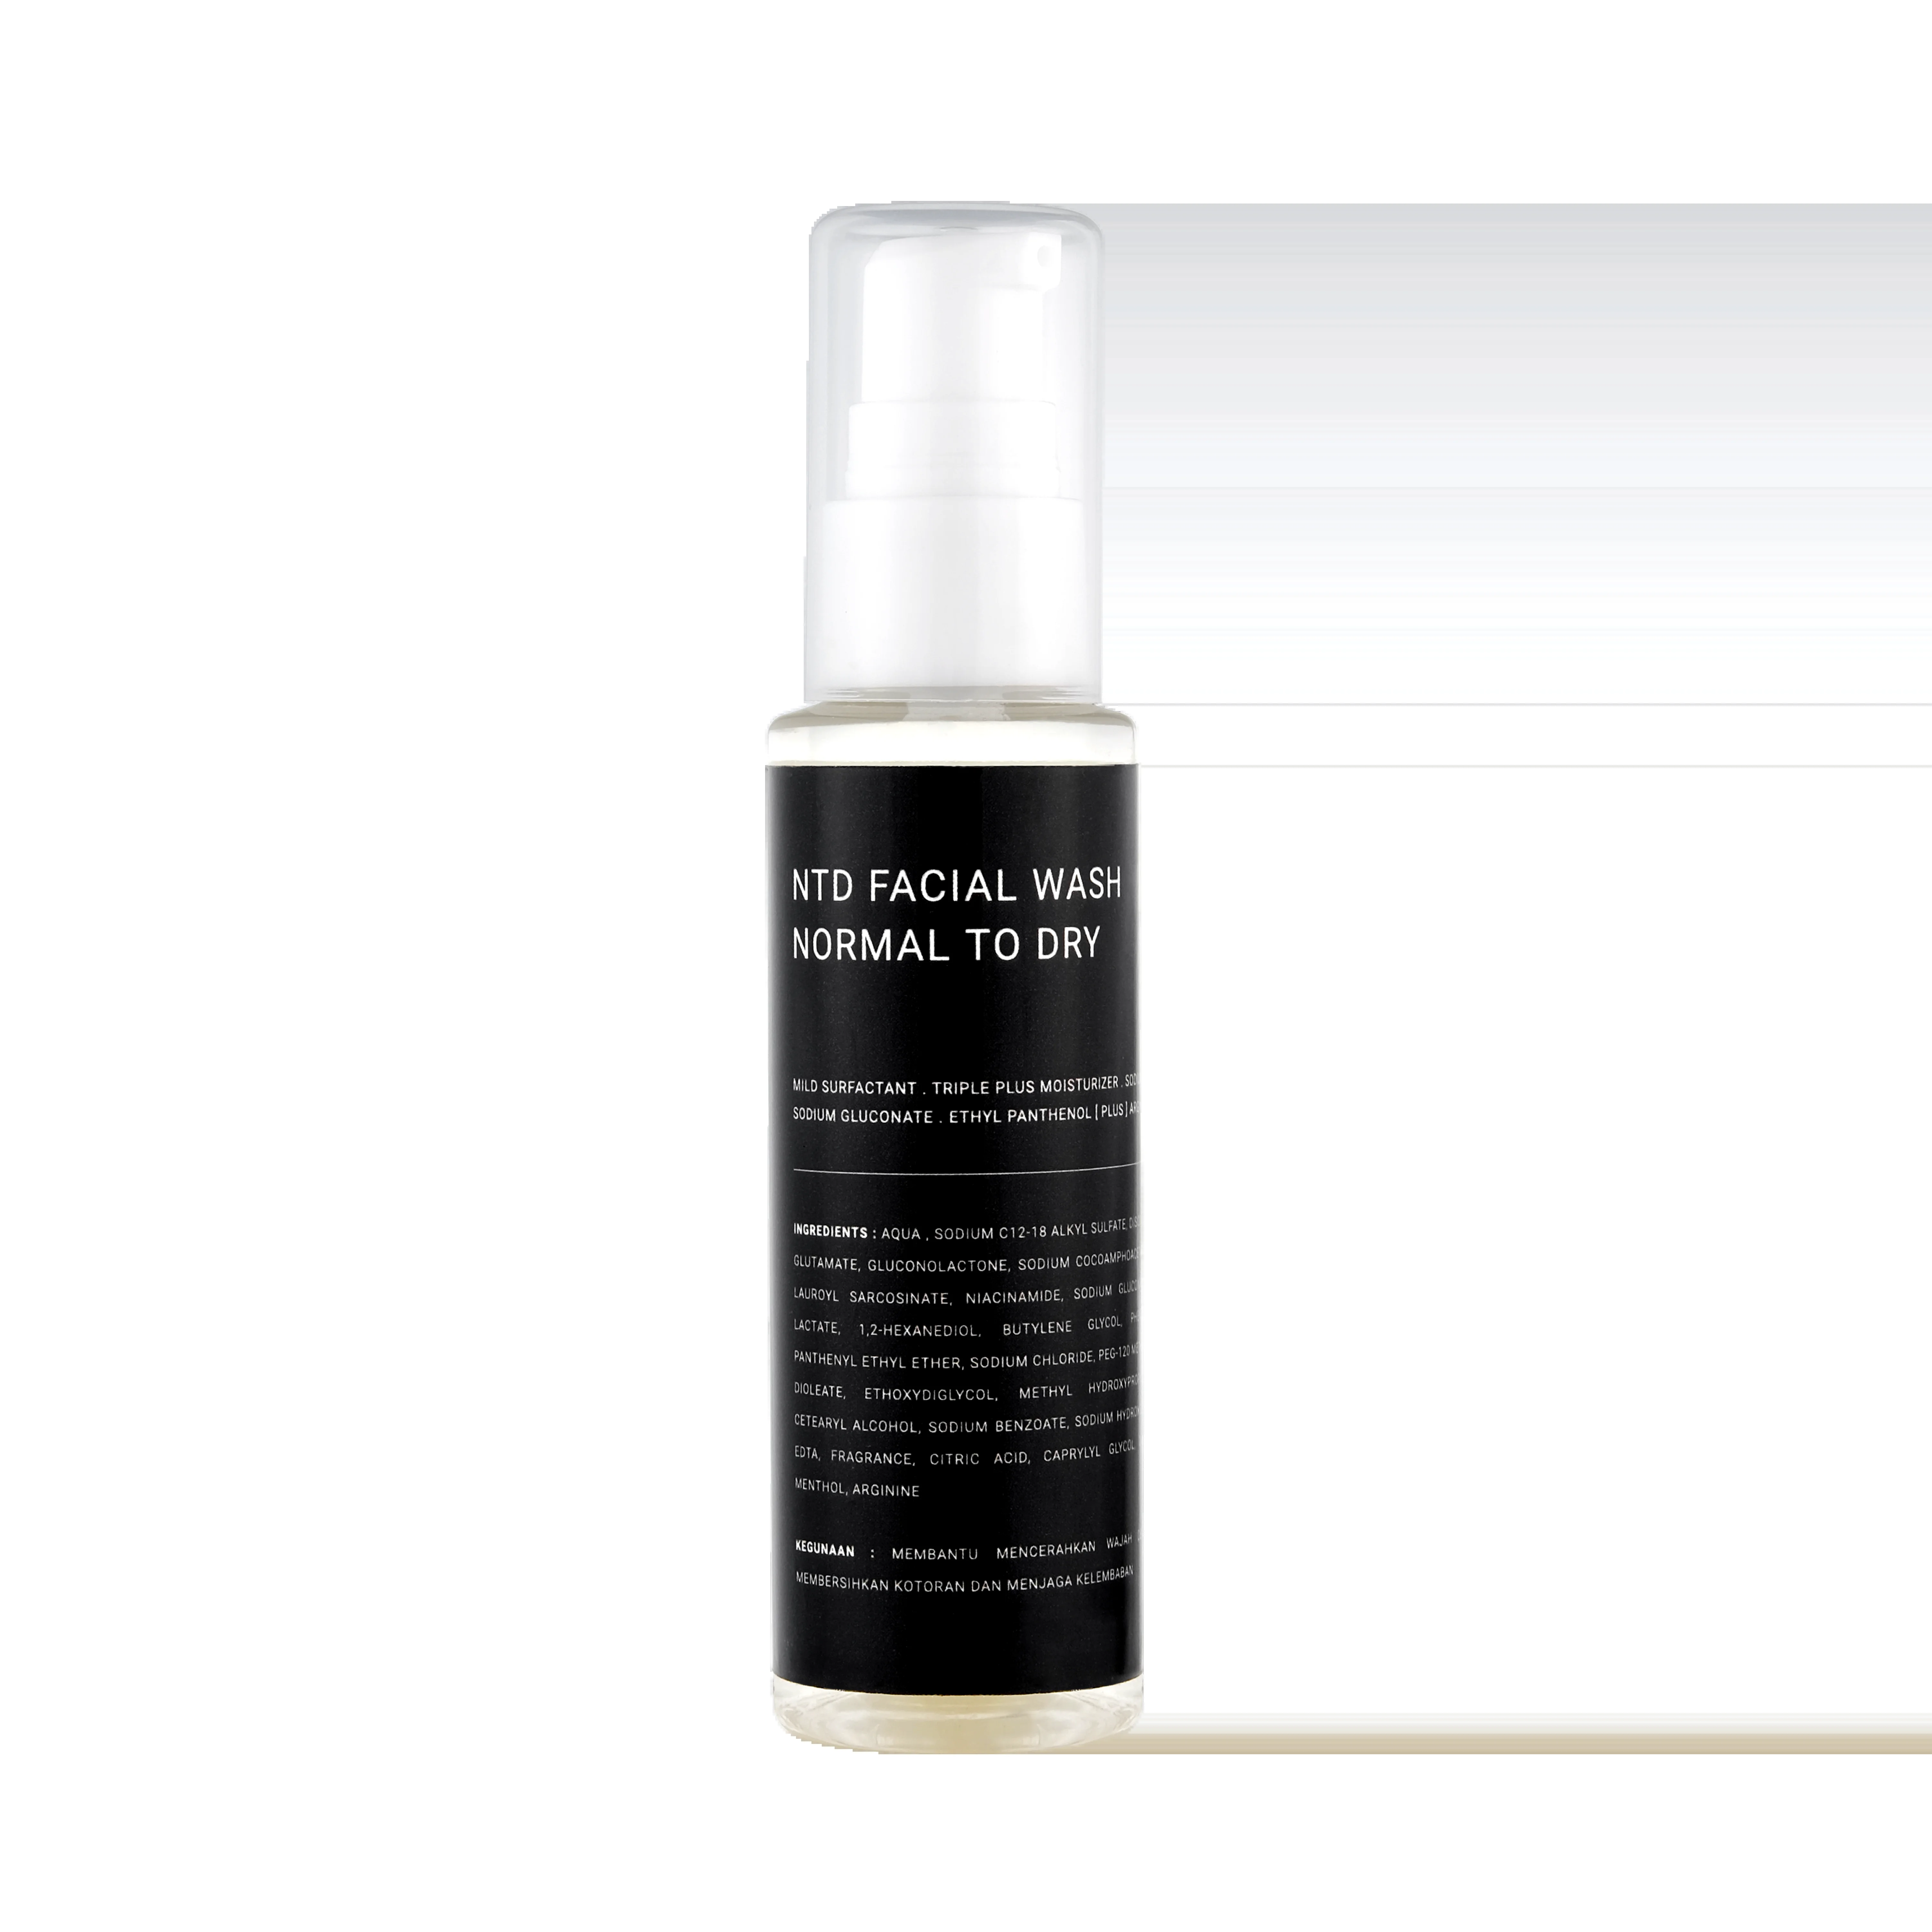 NTD FACIAL WASH
NORMAL TO DRY
MILD SURFACTANT . TRIPLE PLUS MOISTURIZER .
SODIUM GLUCONATE . ETHYL PANTHENOL [ PLUS ]
INGREDIENTS : AQUA , SODIUM C12-18 ALKYL SULFATE,
GLUTAMATE, GLUCONOLACTONE, SODIUM
LAUROYL SARCOSINATE, NIACINAMIDE, SODIUM
LACTATE, 1,2-HEXANEDIOL, BUTYLENE GLYCOL,
PANTHENYL ETHYL ETHER, SODIUM CHLORIDE, PEG-120
DIOLEATE, ETHOXYDIGLYCOL, METHYL
CETEARYL ALCOHOL, SODIUM BENZOATE, SODIUM
EDTA, FRAGRANCE, CITRIC ACID, CAPRYLYL GLYCOL,
MENTHOL, ARGININE
KEGUNAAN : MEMBANTU MENCERAHKAN WAJAH
MEMBERSIHKAN KOTORAN DAN MENJAGA KELEMBABAN